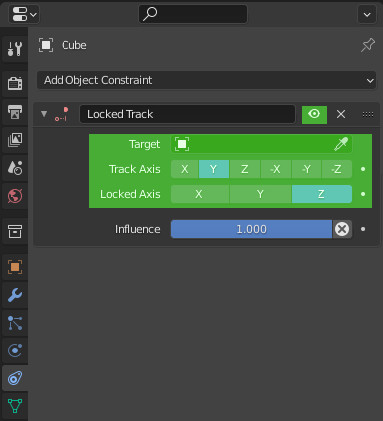 Cube
Add Object Constraint
Locked Track
Target
Track Axis X Y Z -X -Y -Z
Locked Axis X Y Z
Influence 1.000